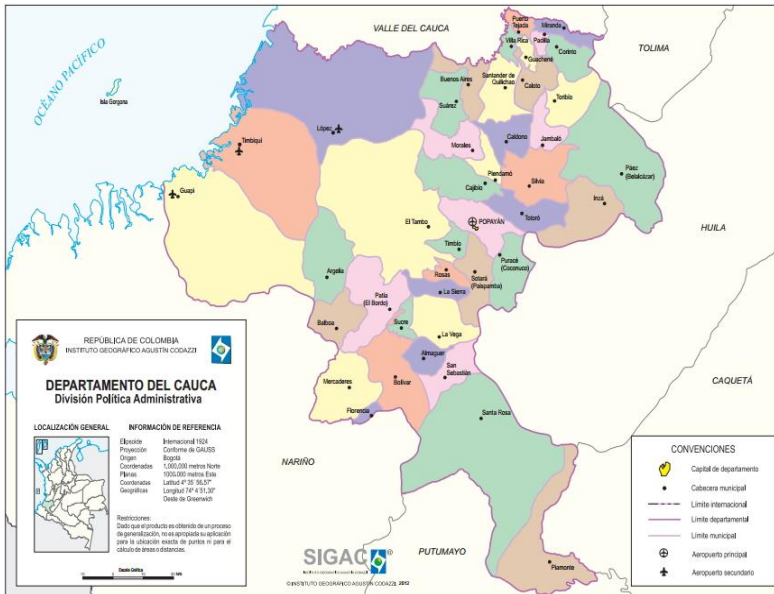 OCÉANO PACÍFICO
Isla Gorgona
VALLE DEL CAUCA
TOLIMA
HUILA
CAQUETÁ
PUTUMAYO
NARIÑO
Puerto
Tejada
Miranda
Villa Rica
Padilla
Corinto
Guachené
Buenos Aires
Santander de
Quilichao
Caloto
Toribío
Suárez
López
Timbiquí
Guapi
Morales
Caldono
Jambaló
Páez
(Belalcázar)
Piendamó
Cajibío
Silvia
Inzá
El Tambo
POPAYÁN
Totoró
Timbío
Puracé
(Coconuco)
Rosas
Sotará
(Paispamba)
Argelia
La Sierra
Patía
(El Bordo)
Balboa
Sucre
La Vega
Almaguer
San
Sebastián
Mercaderes
Bolívar
Florencia
Santa Rosa
Piamonte
REPÚBLICA DE COLOMBIA
INSTITUTO GEOGRÁFICO AGUSTÍN CODAZZI
DEPARTAMENTO DEL CAUCA
División Política Administrativa
LOCALIZACIÓN GENERAL
INFORMACIÓN DE REFERENCIA
Elipsoide Internacional 1924
Proyección Conforme de GAUSS
Origen Bogotá
Coordenadas 1,000,000 metros Norte
Planas 1000,000 metros Este
Coordenadas Latitud 4° 35' 56,57"
Geográficas Longitud 74° 4' 51,30"
Oeste de Greenwich
Restricciones:
Dado que el producto es obtenido de un proceso
de generalización, no es apropiada su aplicación
para la ubicación exacta de puntos ni para el
cálculo de áreas o distancias.
Escala Gráfica
SIGAC
©INSTITUTO GEOGRÁFICO AGUSTÍN CODAZZI, 2012
CONVENCIONES
Capital de departamento
Cabecera municipal
Límite internacional
Límite departamental
Límite municipal
Aeropuerto principal
Aeropuerto secundario